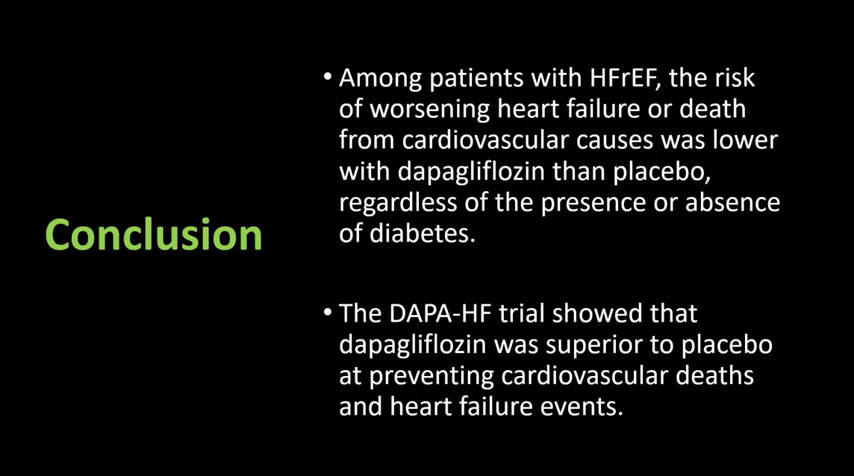 Conclusion
• Among patients with HFrEF, the risk
of worsening heart failure or death
from cardiovascular causes was lower
with dapagliflozin than placebo,
regardless of the presence or absence
of diabetes.
• The DAPA-HF trial showed that
dapagliflozin was superior to placebo
at preventing cardiovascular deaths
and heart failure events.